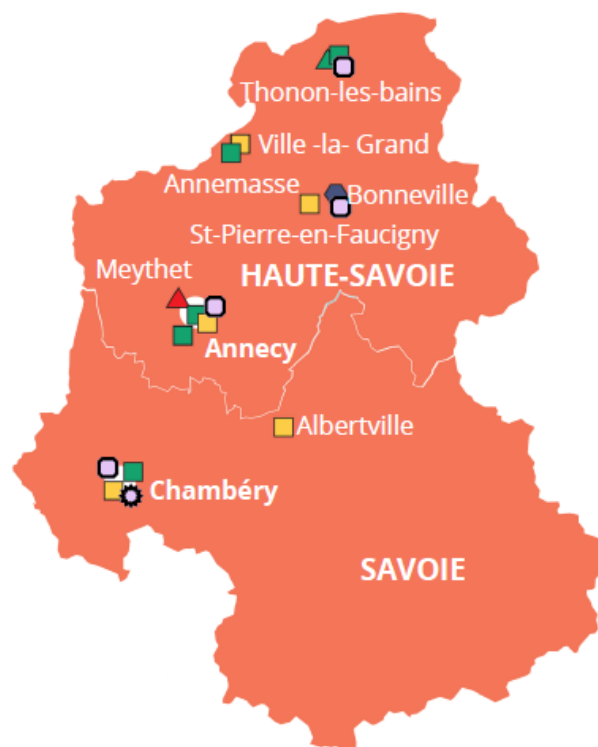 Thonon-les-bains
Ville -la- Grand
Annemasse
Bonneville
St-Pierre-en-Faucigny
Meythet
HAUTE-SAVOIE
Annecy
Albertville
Chambéry
SAVOIE